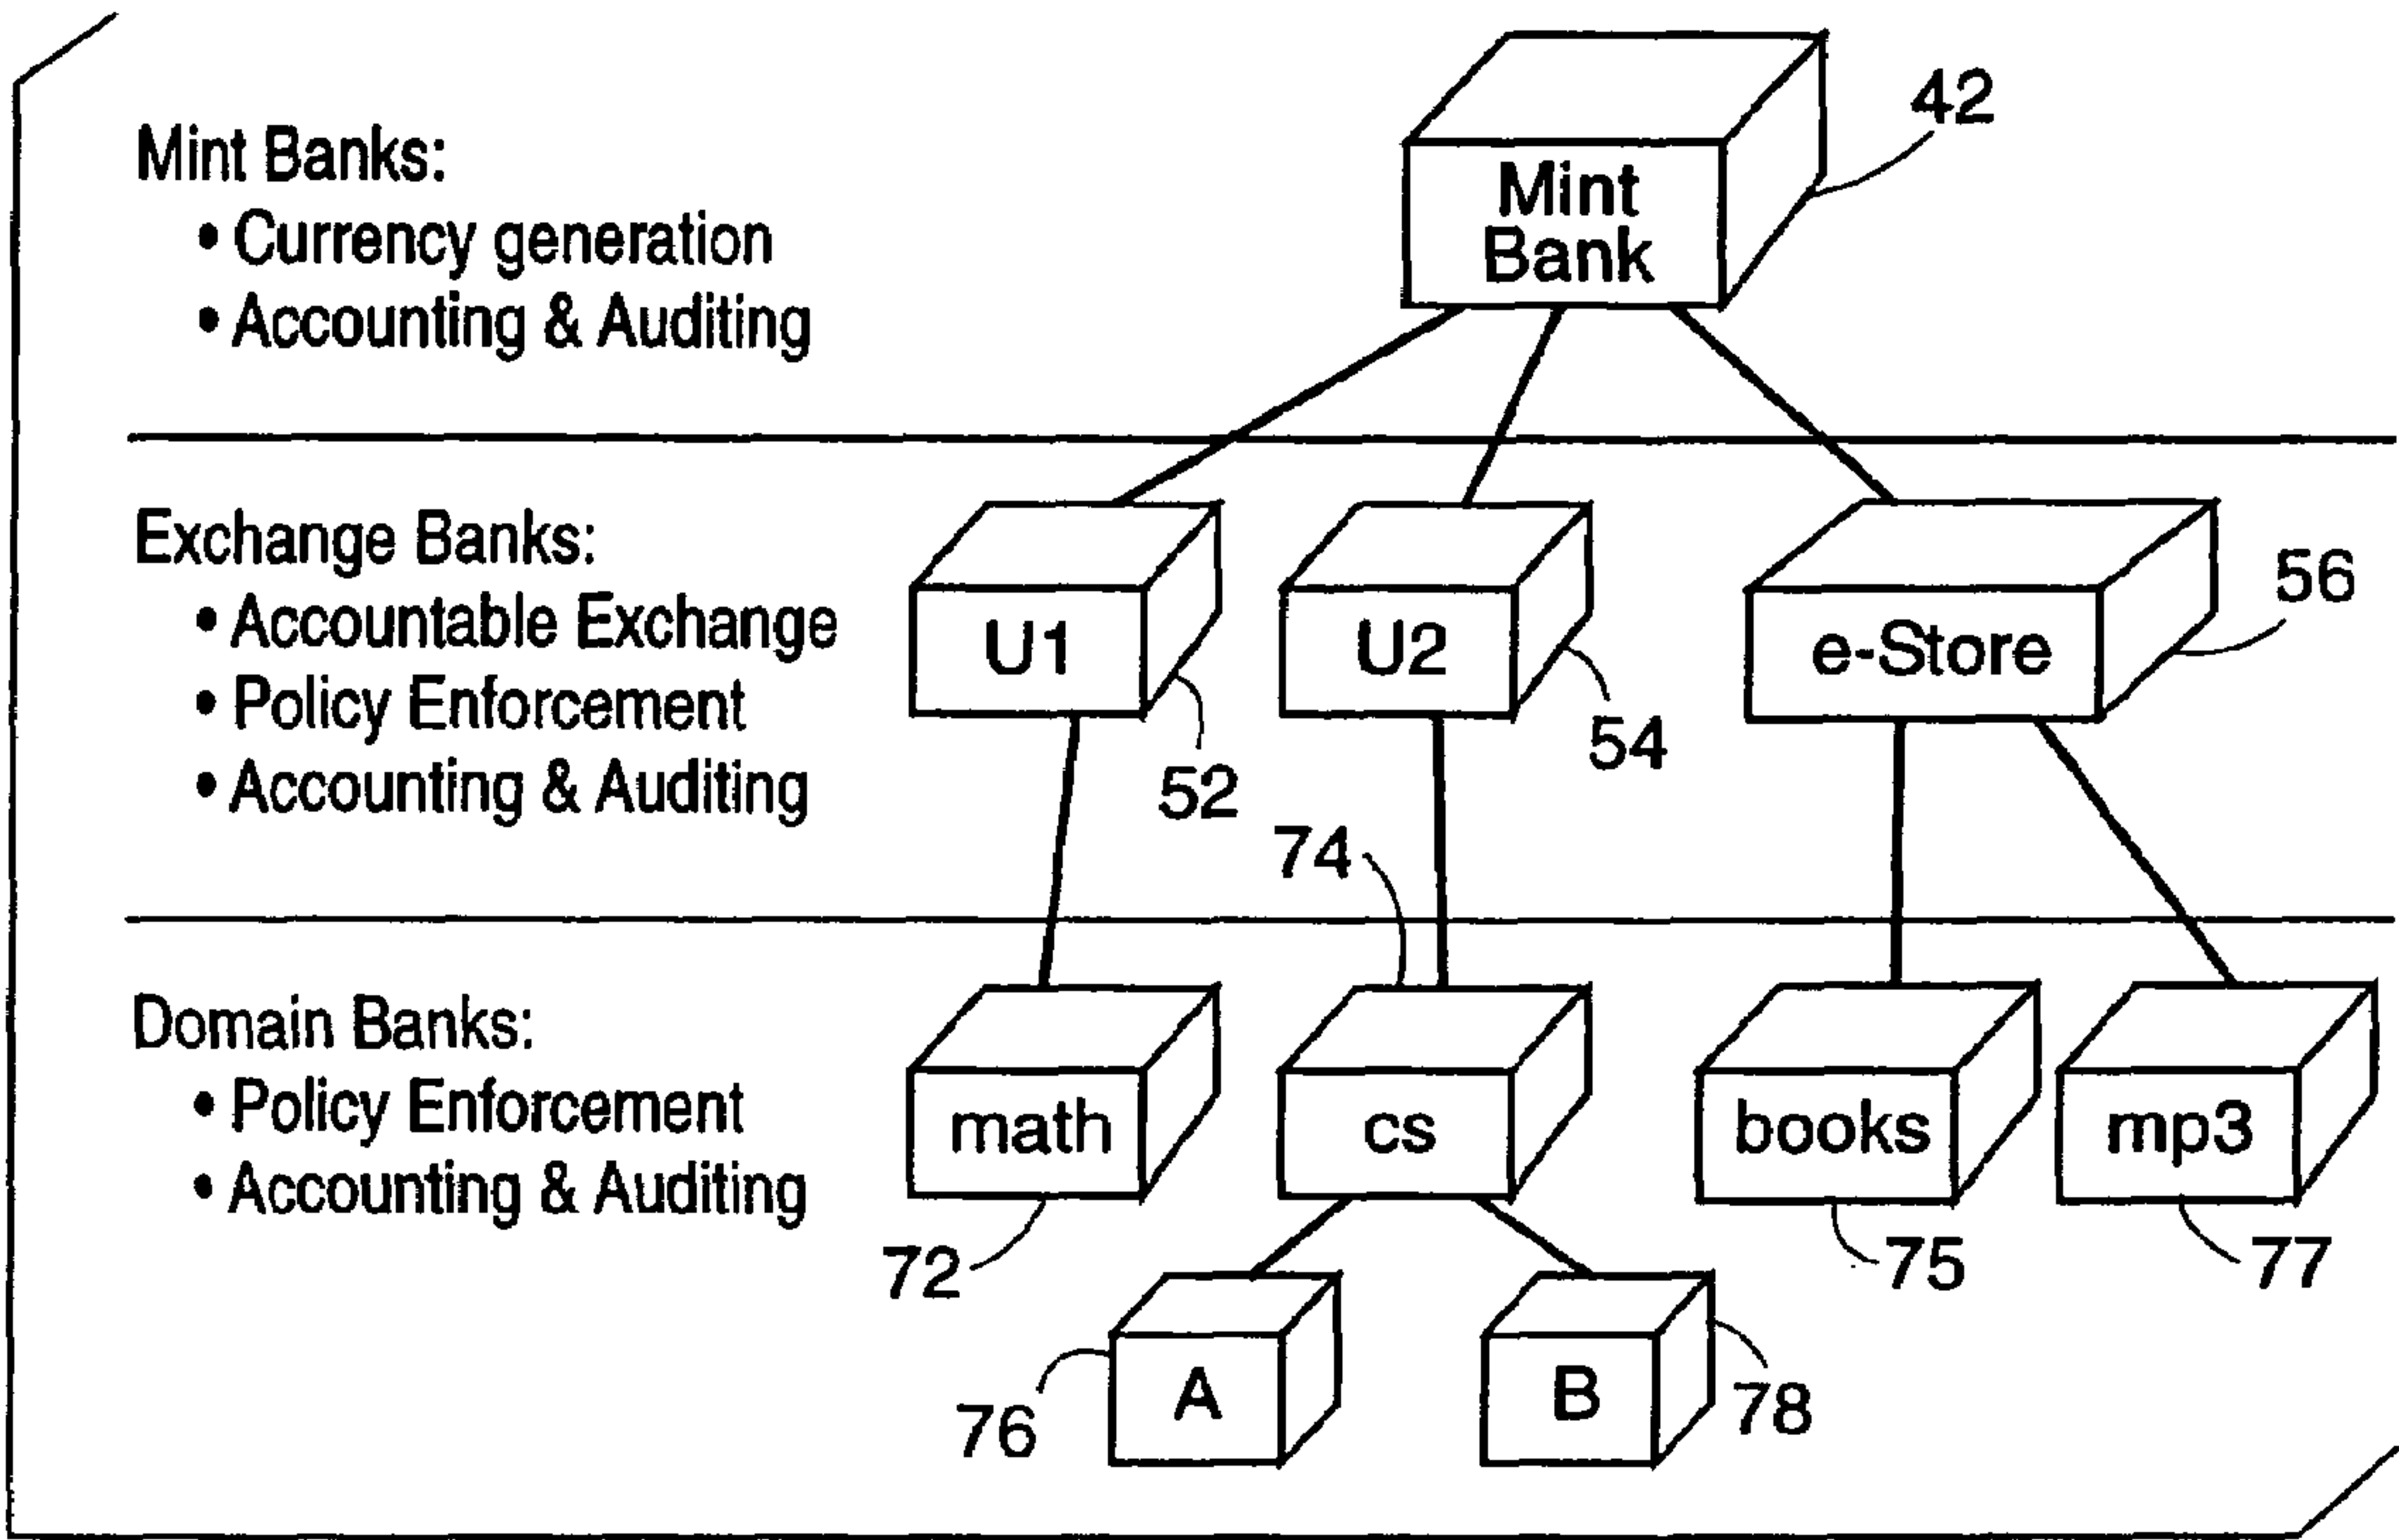 Mint Banks:
• Currency generation
• Accounting & Auditing
Mint
Bank
42
Exchange Banks:
• Accountable Exchange
• Policy Enforcement
• Accounting & Auditing
U1
U2
e-Store
56
52
54
74
Domain Banks:
• Policy Enforcement
• Accounting & Auditing
math
cs
books
mp3
72
75
77
A
B
76
78